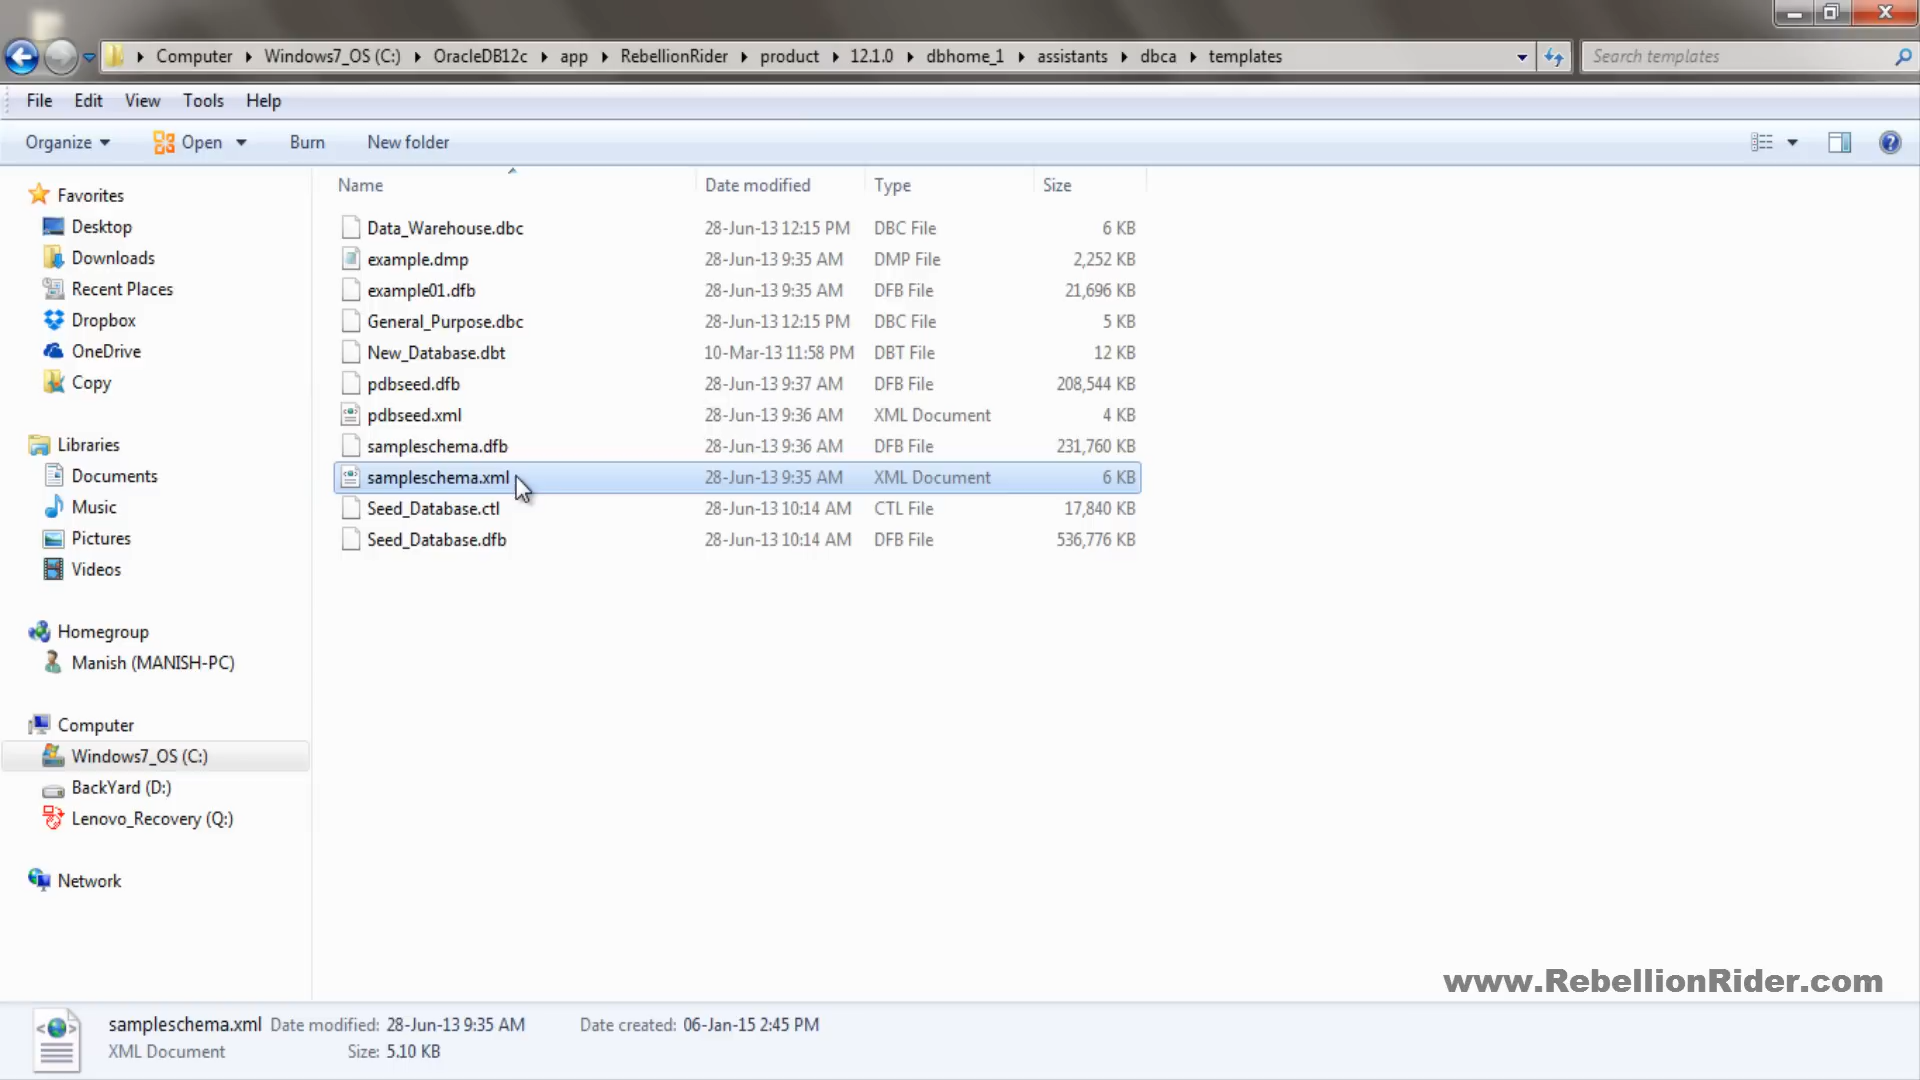 Computer Windows7_OS (C:) OracleDB12c app RebellionRider product 12.1.0 dbhome_1 assistants dbca templates Search templates
File Edit View Tools Help
Organize Open Burn New folder
Name Date modified Type Size
Favorites
Desktop
Downloads
Recent Places
Dropbox
OneDrive
Copy
Libraries
Documents
Music
Pictures
Videos
Homegroup
Manish (MANISH-PC)
Computer
Windows7_OS (C:)
BackYard (D:)
Lenovo_Recovery (Q:)
Network
Data_Warehouse.dbc 28-Jun-13 12:15 PM DBC File 6 KB
example.dmp 28-Jun-13 9:35 AM DMP File 2,252 KB
example01.dfb 28-Jun-13 9:35 AM DFB File 21,696 KB
General_Purpose.dbc 28-Jun-13 12:15 PM DBC File 5 KB
New_Database.dbt 10-Mar-13 11:58 PM DBT File 12 KB
pdbseed.dfb 28-Jun-13 9:37 AM DFB File 208,544 KB
pdbseed.xml 28-Jun-13 9:36 AM XML Document 4 KB
sampleschema.dfb 28-Jun-13 9:36 AM DFB File 231,760 KB
sampleschema.xml 28-Jun-13 9:35 AM XML Document 6 KB
Seed_Database.ctl 28-Jun-13 10:14 AM CTL File 17,840 KB
Seed_Database.dfb 28-Jun-13 10:14 AM DFB File 536,776 KB
www.RebellionRider.com
sampleschema.xml Date modified: 28-Jun-13 9:35 AM Date created: 06-Jan-15 2:45 PM
XML Document Size: 5.10 KB